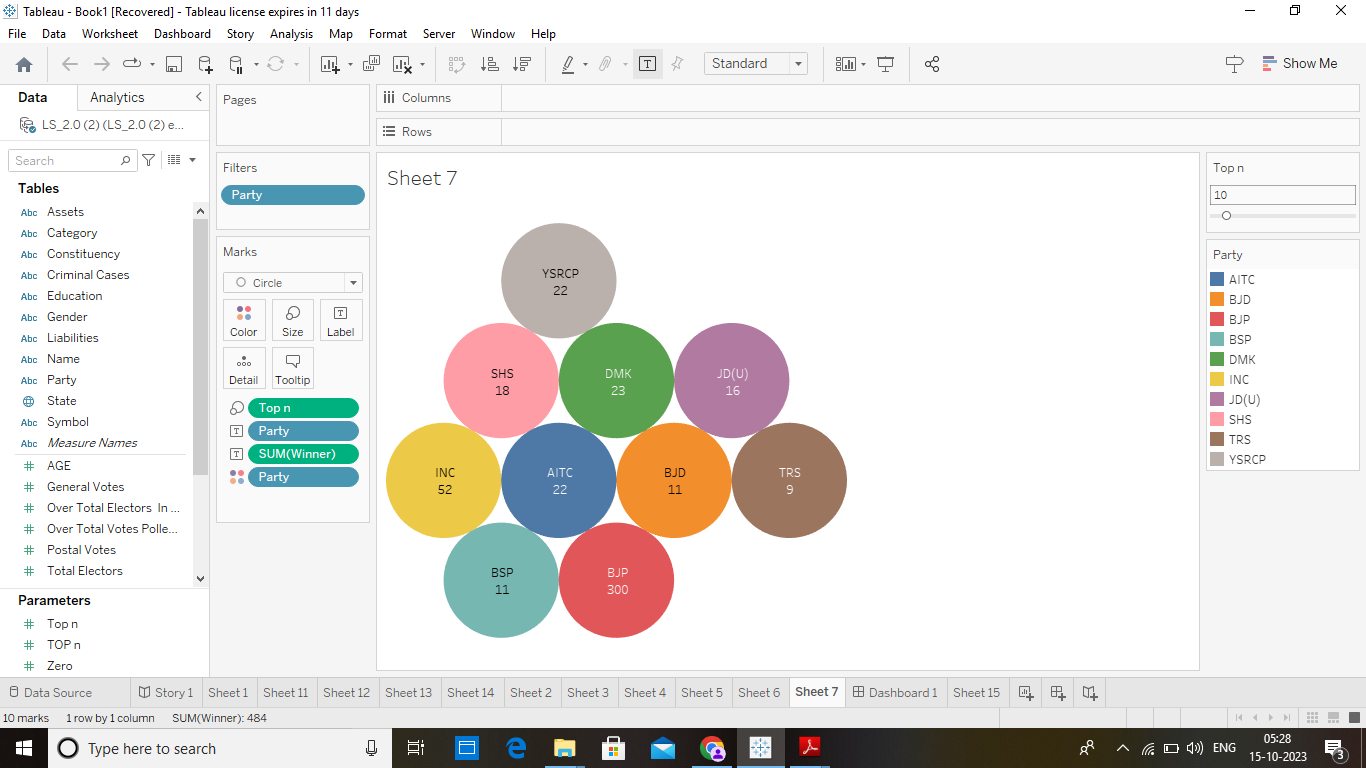 Tableau - Book1 [Recovered] - Tableau license expires in 11 days
File Data Worksheet Dashboard Story Analysis Map Format Server Window Help
Standard
Show Me
Data Analytics
LS_2.0 (2) (LS_2.0 (2) e...
Search
Tables
Abc Assets
Abc Category
Abc Constituency
Abc Criminal Cases
Abc Education
Abc Gender
Abc Liabilities
Abc Name
Abc Party
State
Abc Symbol
Abc Measure Names
AGE
General Votes
Over Total Electors In ...
Over Total Votes Polle...
Postal Votes
Total Electors
Parameters
Top n
TOP n
Zero
Pages
Filters
Party
Marks
Circle
Color Size Label
Detail Tooltip
Top n
Party
SUM(Winner)
Party
Columns
Rows
Sheet 7
YSRCP
22
SHS
18
DMK
23
JD(U)
16
INC
52
AITC
22
BJD
11
TRS
9
BSP
11
BJP
300
Top n
10
Party
AITC
BJD
BJP
BSP
DMK
INC
JD(U)
SHS
TRS
YSRCP
Data Source Story 1 Sheet 1 Sheet 11 Sheet 12 Sheet 13 Sheet 14 Sheet 2 Sheet 3 Sheet 4 Sheet 5 Sheet 6 Sheet 7 Dashboard 1 Sheet 15
10 marks 1 row by 1 column SUM(Winner): 484
Type here to search
ENG
05:28
15-10-2023
3